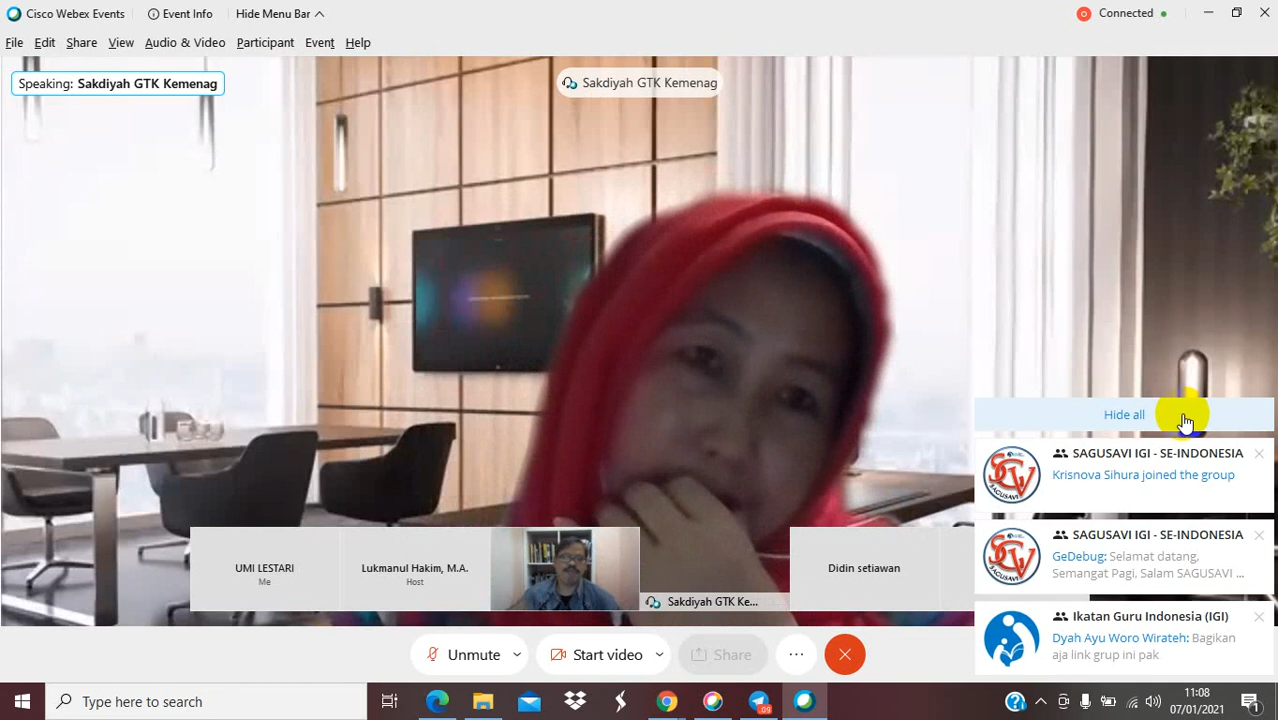 Cisco Webex Events
Event Info
Hide Menu Bar
Connected
File Edit Share View Audio & Video Participant Event Help
Speaking: Sakdiyah GTK Kemenag
Sakdiyah GTK Kemenag
Hide all
SAGUSAVI IGI - SE-INDONESIA
Krisnova Sihura joined the group
SAGUSAVI IGI - SE-INDONESIA
GeDebug: Selamat datang,
Semangat Pagi, Salam SAGUSAVI ...
Ikatan Guru Indonesia (IGI)
Dyah Ayu Woro Wirateh: Bagikan
aja link grup ini pak
UMI LESTARI
Me
Lukmanul Hakim, M.A.
Host
Sakdiyah GTK Ke...
Didin setiawan
Unmute
Start video
Share
Type here to search
09
11:08
07/01/2021
1